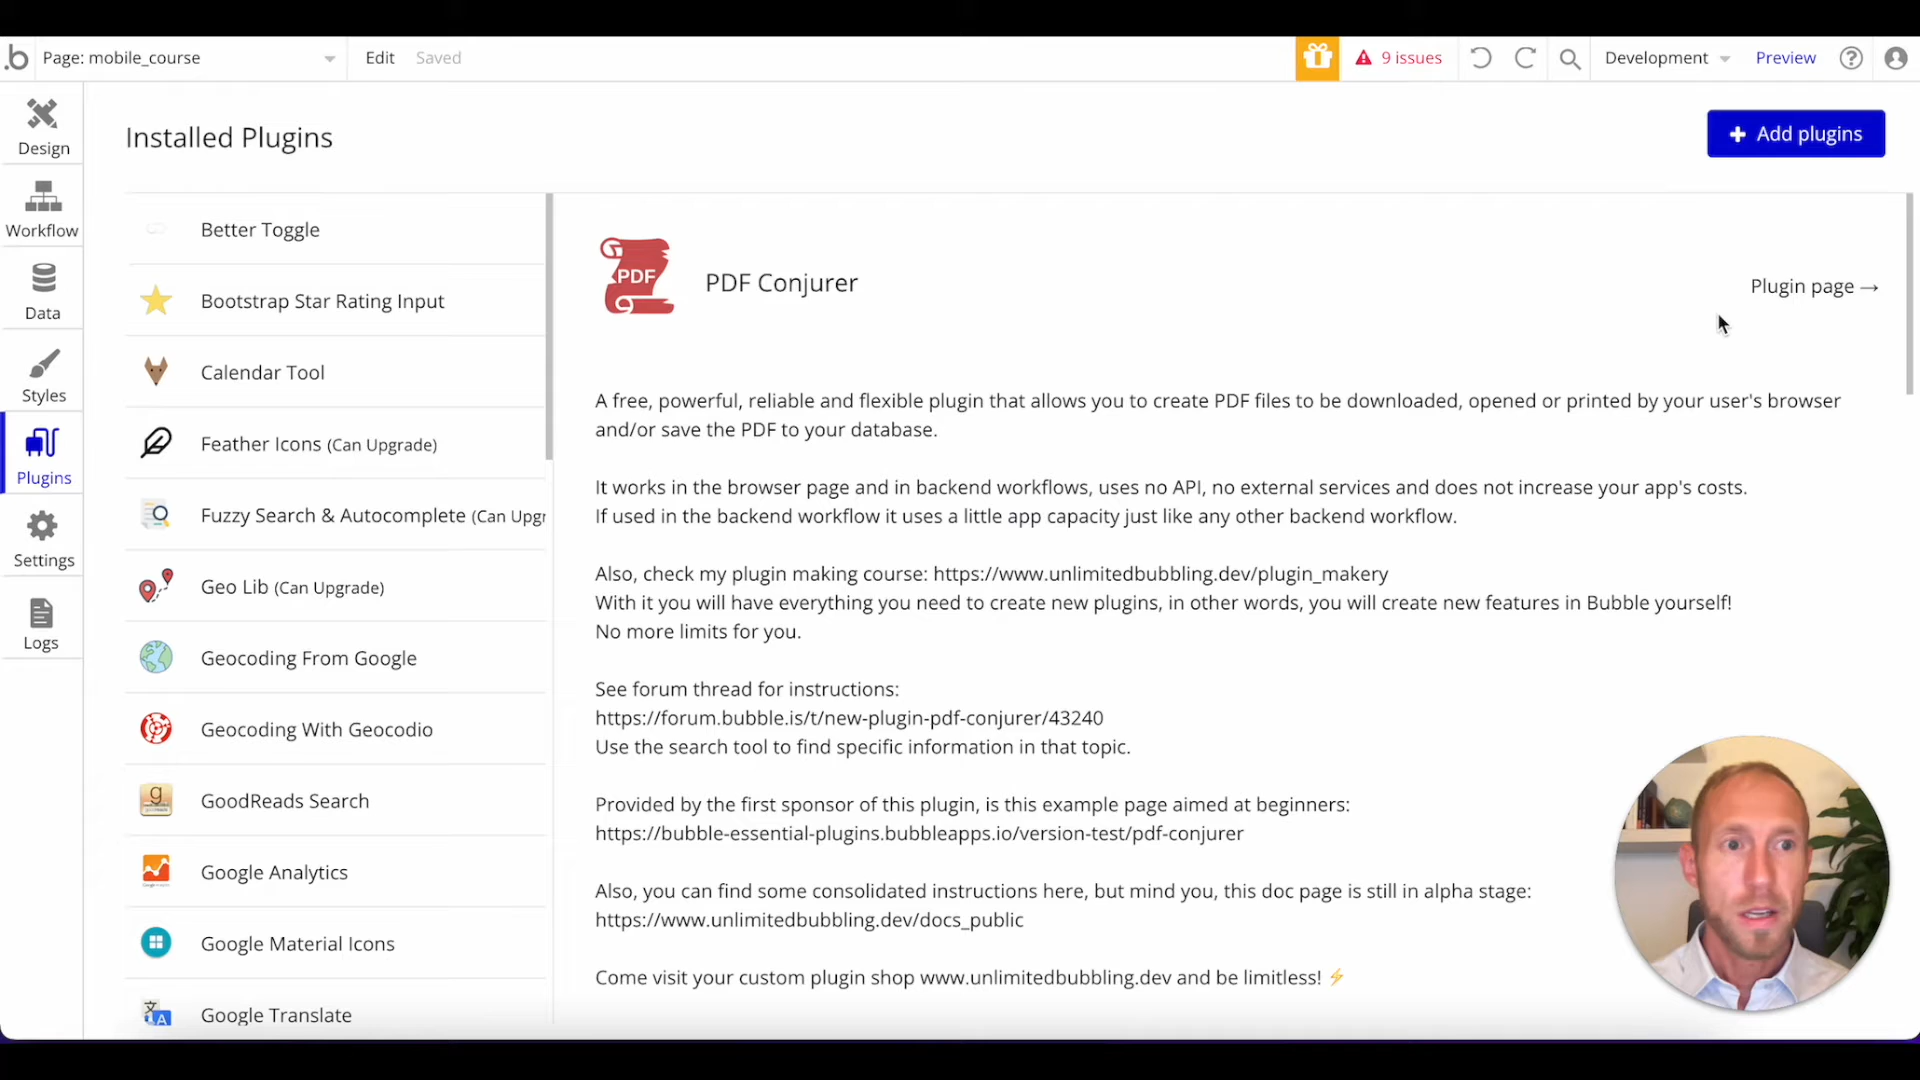 .b
Page: mobile_course
Edit
Saved
9 issues
Development
Preview
?
Design
Workflow
Data
Styles
Plugins
Settings
Logs
Installed Plugins
+ Add plugins
Better Toggle
Bootstrap Star Rating Input
Calendar Tool
Feather Icons (Can Upgrade)
Fuzzy Search & Autocomplete (Can Upgr
Geo Lib (Can Upgrade)
Geocoding From Google
Geocoding With Geocodio
g
GoodReads Search
Google Analytics
Google Material Icons
文
A
Google Translate
PDF
PDF Conjurer
Plugin page →
A free, powerful, reliable and flexible plugin that allows you to create PDF files to be downloaded, opened or printed by your user's browser
and/or save the PDF to your database.
It works in the browser page and in backend workflows, uses no API, no external services and does not increase your app's costs.
If used in the backend workflow it uses a little app capacity just like any other backend workflow.
Also, check my plugin making course: https://www.unlimitedbubbling.dev/plugin_makery
With it you will have everything you need to create new plugins, in other words, you will create new features in Bubble yourself!
No more limits for you.
See forum thread for instructions:
https://forum.bubble.is/t/new-plugin-pdf-conjurer/43240
Use the search tool to find specific information in that topic.
Provided by the first sponsor of this plugin, is this example page aimed at beginners:
https://bubble-essential-plugins.bubbleapps.io/version-test/pdf-conjurer
Also, you can find some consolidated instructions here, but mind you, this doc page is still in alpha stage:
https://www.unlimitedbubbling.dev/docs_public
Come visit your custom plugin shop www.unlimitedbubbling.dev and be limitless! ⚡